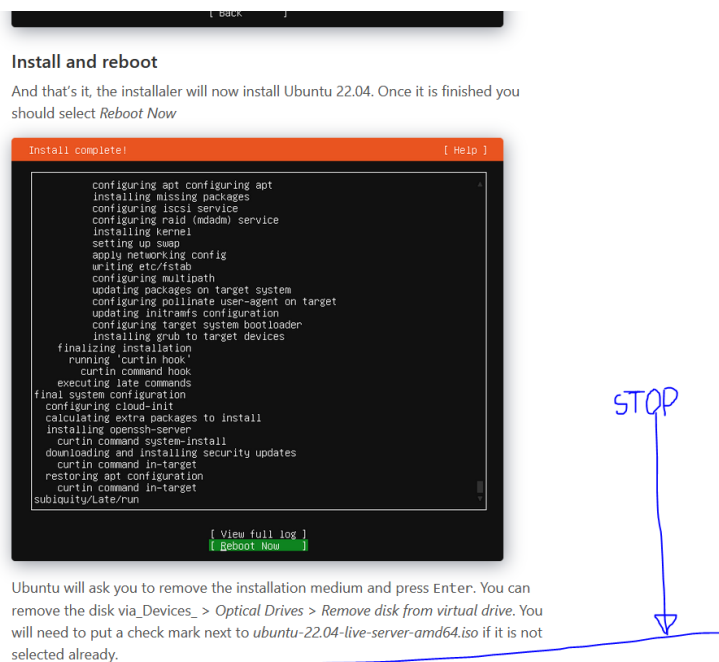 [ Back ]
Install and reboot
And that's it, the installaler will now install Ubuntu 22.04. Once it is finished you
should select Reboot Now
Install complete! [ Help ]
configuring apt configuring apt
installing missing packages
configuring iscsi service
configuring raid (mdadm) service
installing kernel
setting up swap
apply networking config
writing etc/fstab
configuring multipath
updating packages on target system
configuring pollinate user-agent on target
updating initramfs configuration
configuring target system bootloader
installing grub to target devices
finalizing installation
running 'curtin hook'
curtin command hook
executing late commands
final system configuration
configuring cloud-init
calculating extra packages to install
installing openssh-server
curtin command system-install
downloading and installing security updates
curtin command in-target
restoring apt configuration
curtin command in-target
subiquity/Late/run
[ View full log ]
[ Reboot Now ]
STOP
Ubuntu will ask you to remove the installation medium and press Enter. You can
remove the disk via_Devices_ > Optical Drives > Remove disk from virtual drive. You
will need to put a check mark next to ubuntu-22.04-live-server-amd64.iso if it is not
selected already.